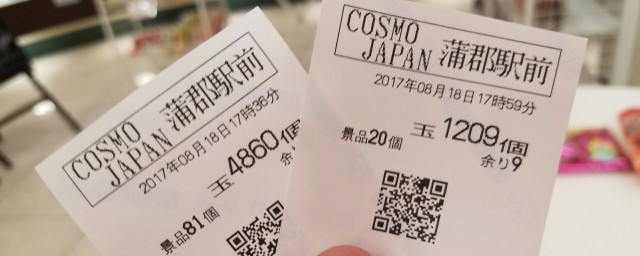 COSMO
JAPAN 蒲郡駅前
2017年08月18日17時36分
玉 4860個
余
景品81個
COSMO
JAPAN 蒲郡駅前
2017年08月18日17時59分
玉 1209個
景品20個 余り9